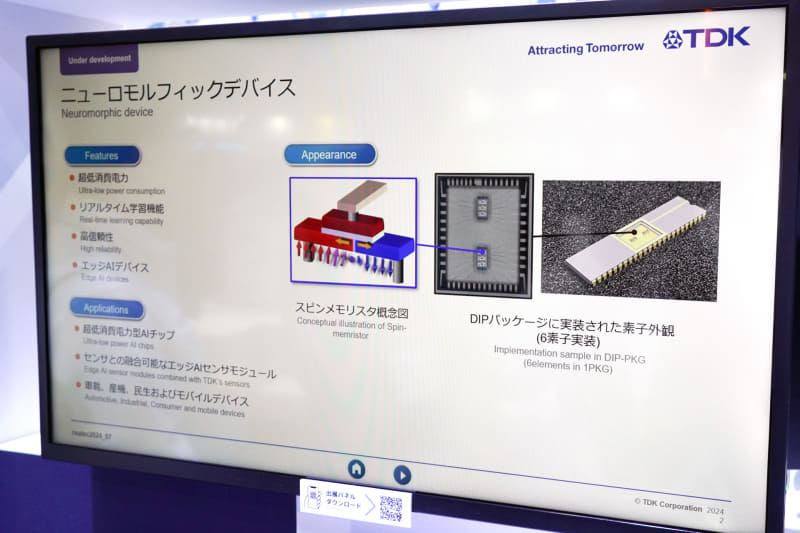 Under development
Attracting Tomorrow
TDK
ニューロモルフィックデバイス
Neuromorphic device
Features
超低消費電力
Ultra-low power consumption
リアルタイム学習機能
Real-time learning capability
高信頼性
High reliability
エッジAIデバイス
Edge AI devices
Applications
超低消費電力型AIチップ
Ultra-low power AI chips
センサとの融合可能なエッジAIセンサモジュール
Edge AI sensor modules combined with TDK's sensors
車載、産機、民生およびモバイルデバイス
Automotive, Industrial, Consumer and mobile devices
Appearance
スピンメモリスタ概念図
Conceptual illustration of Spin-
memristor
DIPパッケージに実装された素子外観
(6素子実装)
Implementation sample in DIP-PKG
(6elements in 1PKG)
ceatec2024_07
© TDK Corporation 2024
2
出展パネル
ダウンロード